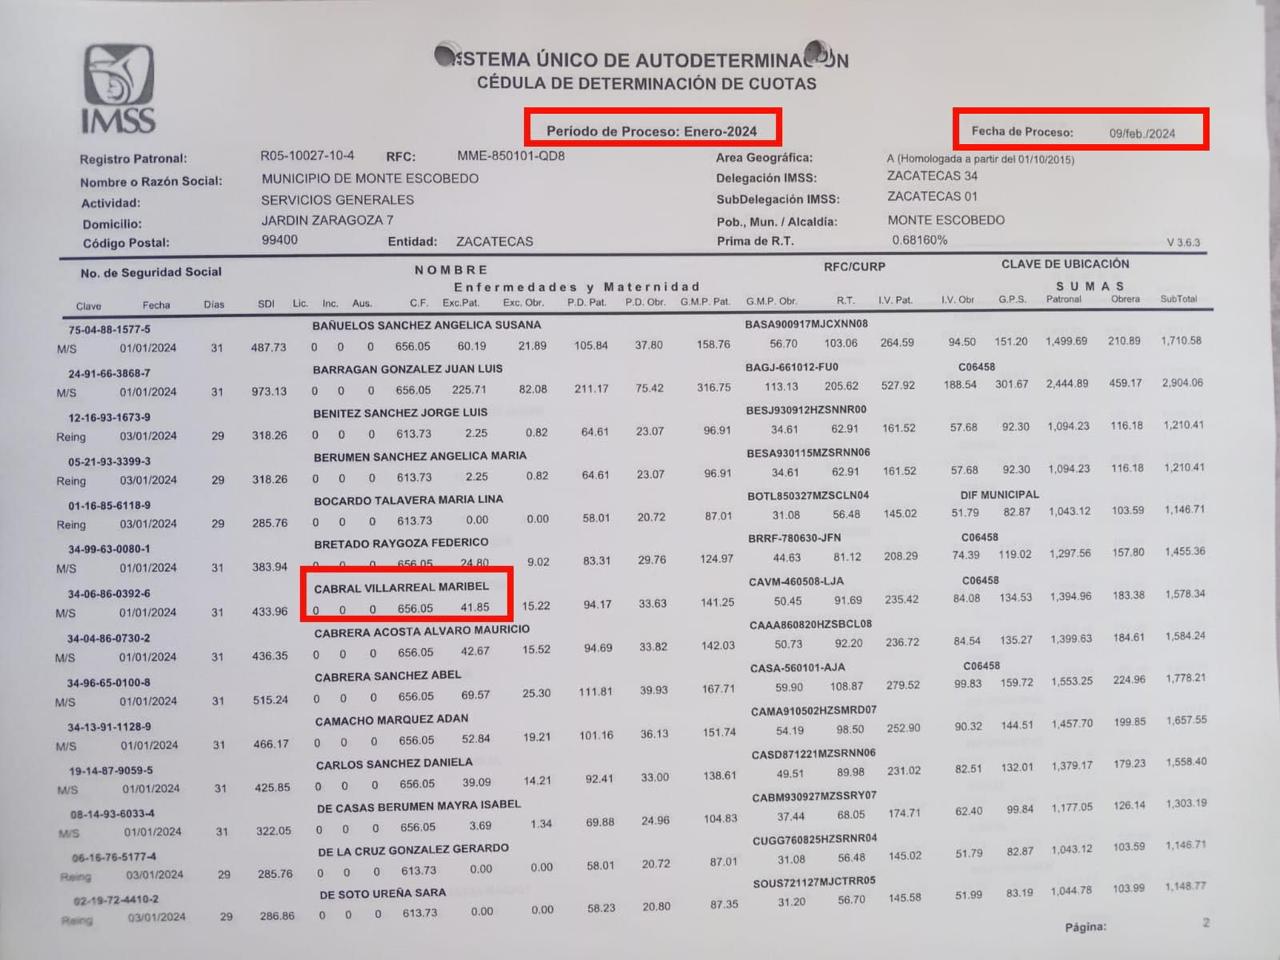 SISTEMA ÚNICO DE AUTODETERMINACIÓN
CÉDULA DE DETERMINACIÓN DE CUOTAS
IMSS
Período de Proceso: Enero-2024 Fecha de Proceso: 09/feb./2024
Registro Patronal: R05-10027-10-4 RFC: MME-850101-QD8 Area Geográfica: A (Homologada a partir del 01/10/2015)
Nombre o Razón Social: MUNICIPIO DE MONTE ESCOBEDO Delegación IMSS: ZACATECAS 34
Actividad: SERVICIOS GENERALES SubDelegación IMSS: ZACATECAS 01
Domicilio: JARDIN ZARAGOZA 7 Pob., Mun. / Alcaldía: MONTE ESCOBEDO
Código Postal: 99400 Entidad: ZACATECAS Prima de R.T. 0.68160% V 3.6.3
No. de Seguridad Social NOMBRE RFC/CURP CLAVE DE UBICACIÓN
Enfermedades y Maternidad SUMAS
Clave Fecha Días SDI Lic. Inc. Aus. C.F. Exc.Pat. Exc. Obr. P.D. Pat. P.D. Obr. G.M.P. Pat. G.M.P. Obr. R.T. I.V. Pat. I.V. Obr G.P.S. Patronal Obrera SubTotal
75-04-88-1577-5 BAÑUELOS SANCHEZ ANGELICA SUSANA BASA900917MJCXNN08
M/S 01/01/2024 31 487.73 0 0 0 656.05 60.19 21.89 105.84 37.80 158.76 56.70 103.06 264.59 94.50 151.20 1,499.69 210.89 1,710.58
24-91-66-3868-7 BARRAGAN GONZALEZ JUAN LUIS BAGJ-661012-FU0 C06458
M/S 01/01/2024 31 973.13 0 0 0 656.05 225.71 82.08 211.17 75.42 316.75 113.13 205.62 527.92 188.54 301.67 2,444.89 459.17 2,904.06
12-16-93-1673-9 BENITEZ SANCHEZ JORGE LUIS BESJ930912HZSNNR00
Reing 03/01/2024 29 318.26 0 0 0 613.73 2.25 0.82 64.61 23.07 96.91 34.61 62.91 161.52 57.68 92.30 1,094.23 116.18 1,210.41
05-21-93-3399-3 BERUMEN SANCHEZ ANGELICA MARIA BESA930115MZSRNN06
Reing 03/01/2024 29 318.26 0 0 0 613.73 2.25 0.82 64.61 23.07 96.91 34.61 62.91 161.52 57.68 92.30 1,094.23 116.18 1,210.41
01-16-85-6118-9 BOCARDO TALAVERA MARIA LINA BOTL850327MZSCLN04 DIF MUNICIPAL
Reing 03/01/2024 29 285.76 0 0 0 613.73 0.00 0.00 58.01 20.72 87.01 31.08 56.48 145.02 51.79 82.87 1,043.12 103.59 1,146.71
34-99-63-0080-1 BRETADO RAYGOZA FEDERICO BRRF-780630-JFN C06458
M/S 01/01/2024 31 383.94 0 0 0 656.05 24.80 9.02 83.31 29.76 124.97 44.63 81.12 208.29 74.39 119.02 1,297.56 157.80 1,455.36
34-06-86-0392-6 CABRAL VILLARREAL MARIBEL CAVM-460508-LJA C06458
M/S 01/01/2024 31 433.96 0 0 0 656.05 41.85 15.22 94.17 33.63 141.25 50.45 91.69 235.42 84.08 134.53 1,394.96 183.38 1,578.34
34-04-86-0730-2 CABRERA ACOSTA ALVARO MAURICIO CAAA860820HZSBCL08
M/S 01/01/2024 31 436.35 0 0 0 656.05 42.67 15.52 94.69 33.82 142.03 50.73 92.20 236.72 84.54 135.27 1,399.63 184.61 1,584.24
34-96-65-0100-8 CABRERA SANCHEZ ABEL CASA-560101-AJA C06458
M/S 01/01/2024 31 515.24 0 0 0 656.05 69.57 25.30 111.81 39.93 167.71 59.90 108.87 279.52 99.83 159.72 1,553.25 224.96 1,778.21
34-13-91-1128-9 CAMACHO MARQUEZ ADAN CAMA910502HZSMRD07
M/S 01/01/2024 31 466.17 0 0 0 656.05 52.84 19.21 101.16 36.13 151.74 54.19 98.50 252.90 90.32 144.51 1,457.70 199.85 1,657.55
19-14-87-9059-5 CARLOS SANCHEZ DANIELA CASD871221MZSRNN06
M/S 01/01/2024 31 425.85 0 0 0 656.05 39.09 14.21 92.41 33.00 138.61 49.51 89.98 231.02 82.51 132.01 1,379.17 179.23 1,558.40
08-14-93-6033-4 DE CASAS BERUMEN MAYRA ISABEL CABM930927MZSSRY07
M/S 01/01/2024 31 322.05 0 0 0 656.05 3.69 1.34 69.88 24.96 104.83 37.44 68.05 174.71 62.40 99.84 1,177.05 126.14 1,303.19
06-16-76-5177-4 DE LA CRUZ GONZALEZ GERARDO CUGG760825HZSRNR04
Reing 03/01/2024 29 285.76 0 0 0 613.73 0.00 0.00 58.01 20.72 87.01 31.08 56.48 145.02 51.79 82.87 1,043.12 103.59 1,146.71
02-19-72-4410-2 DE SOTO UREÑA SARA SOUS721127MJCTRR05
Reing 03/01/2024 29 286.86 0 0 0 613.73 0.00 0.00 58.23 20.80 87.35 31.20 56.70 145.58 51.99 83.19 1,044.78 103.99 1,148.77
Página: 2